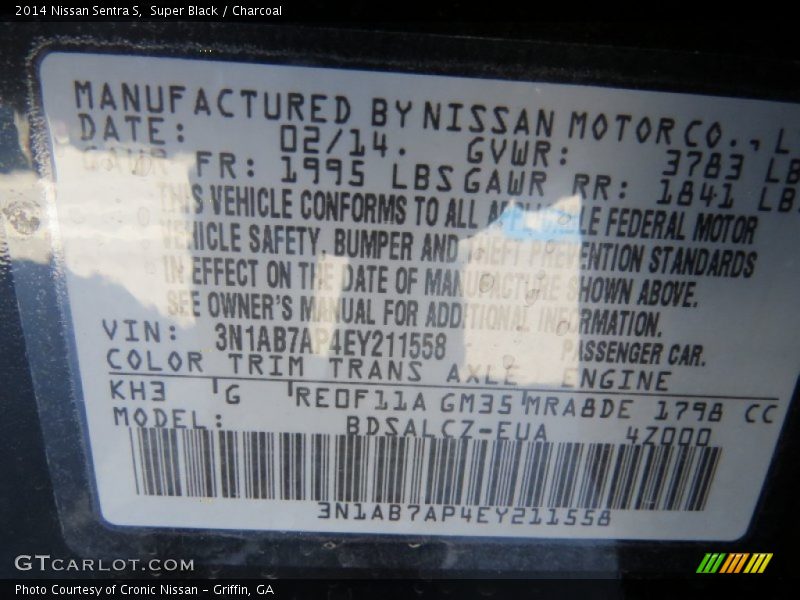 2014 Nissan Sentra S, Super Black / Charcoal
MANUFACTURED BY NISSAN MOTOR CO., L
DATE: 02/14. GVWR: 3783 LB
GAWR FR: 1995 LBS GAWR RR: 1841 LB
THIS VEHICLE CONFORMS TO ALL APPLICABLE FEDERAL MOTOR
VEHICLE SAFETY, BUMPER AND THEFT PREVENTION STANDARDS
IN EFFECT ON THE DATE OF MANUFACTURE SHOWN ABOVE.
SEE OWNER'S MANUAL FOR ADDITIONAL INFORMATION.
VIN: 3N1AB7AP4EY211558 PASSENGER CAR.
COLOR TRIM TRANS AXLE ENGINE
KH3 G RE0F11A GM35 MRA8DE 1798 CC
MODEL: BDSALCZ-EUA 4Z000
3N1AB7AP4EY211558
GTCARLOT.COM
Photo Courtesy of Cronic Nissan - Griffin, GA